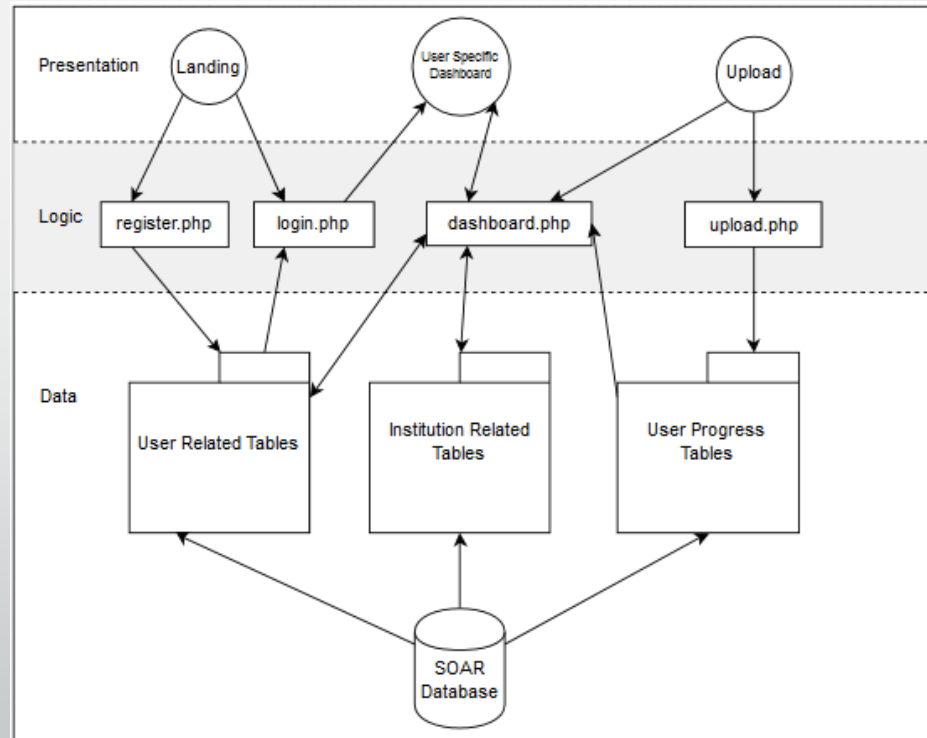 Presentation
Landing
User Specific
Dashboard
Upload
Logic
register.php
login.php
dashboard.php
upload.php
Data
User Related Tables
Institution Related
Tables
User Progress
Tables
SOAR
Database